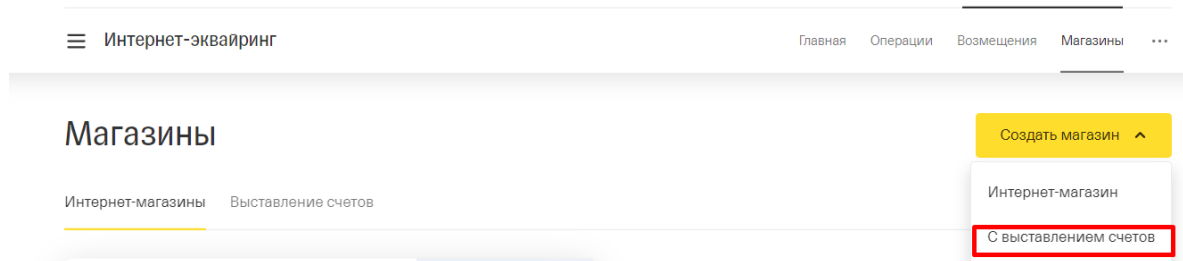 Интернет-эквайринг
Главная Операции Возмещения Магазины ...
Магазины
Создать магазин
Интернет-магазины Выставление счетов
Интернет-магазин
С выставлением счетов